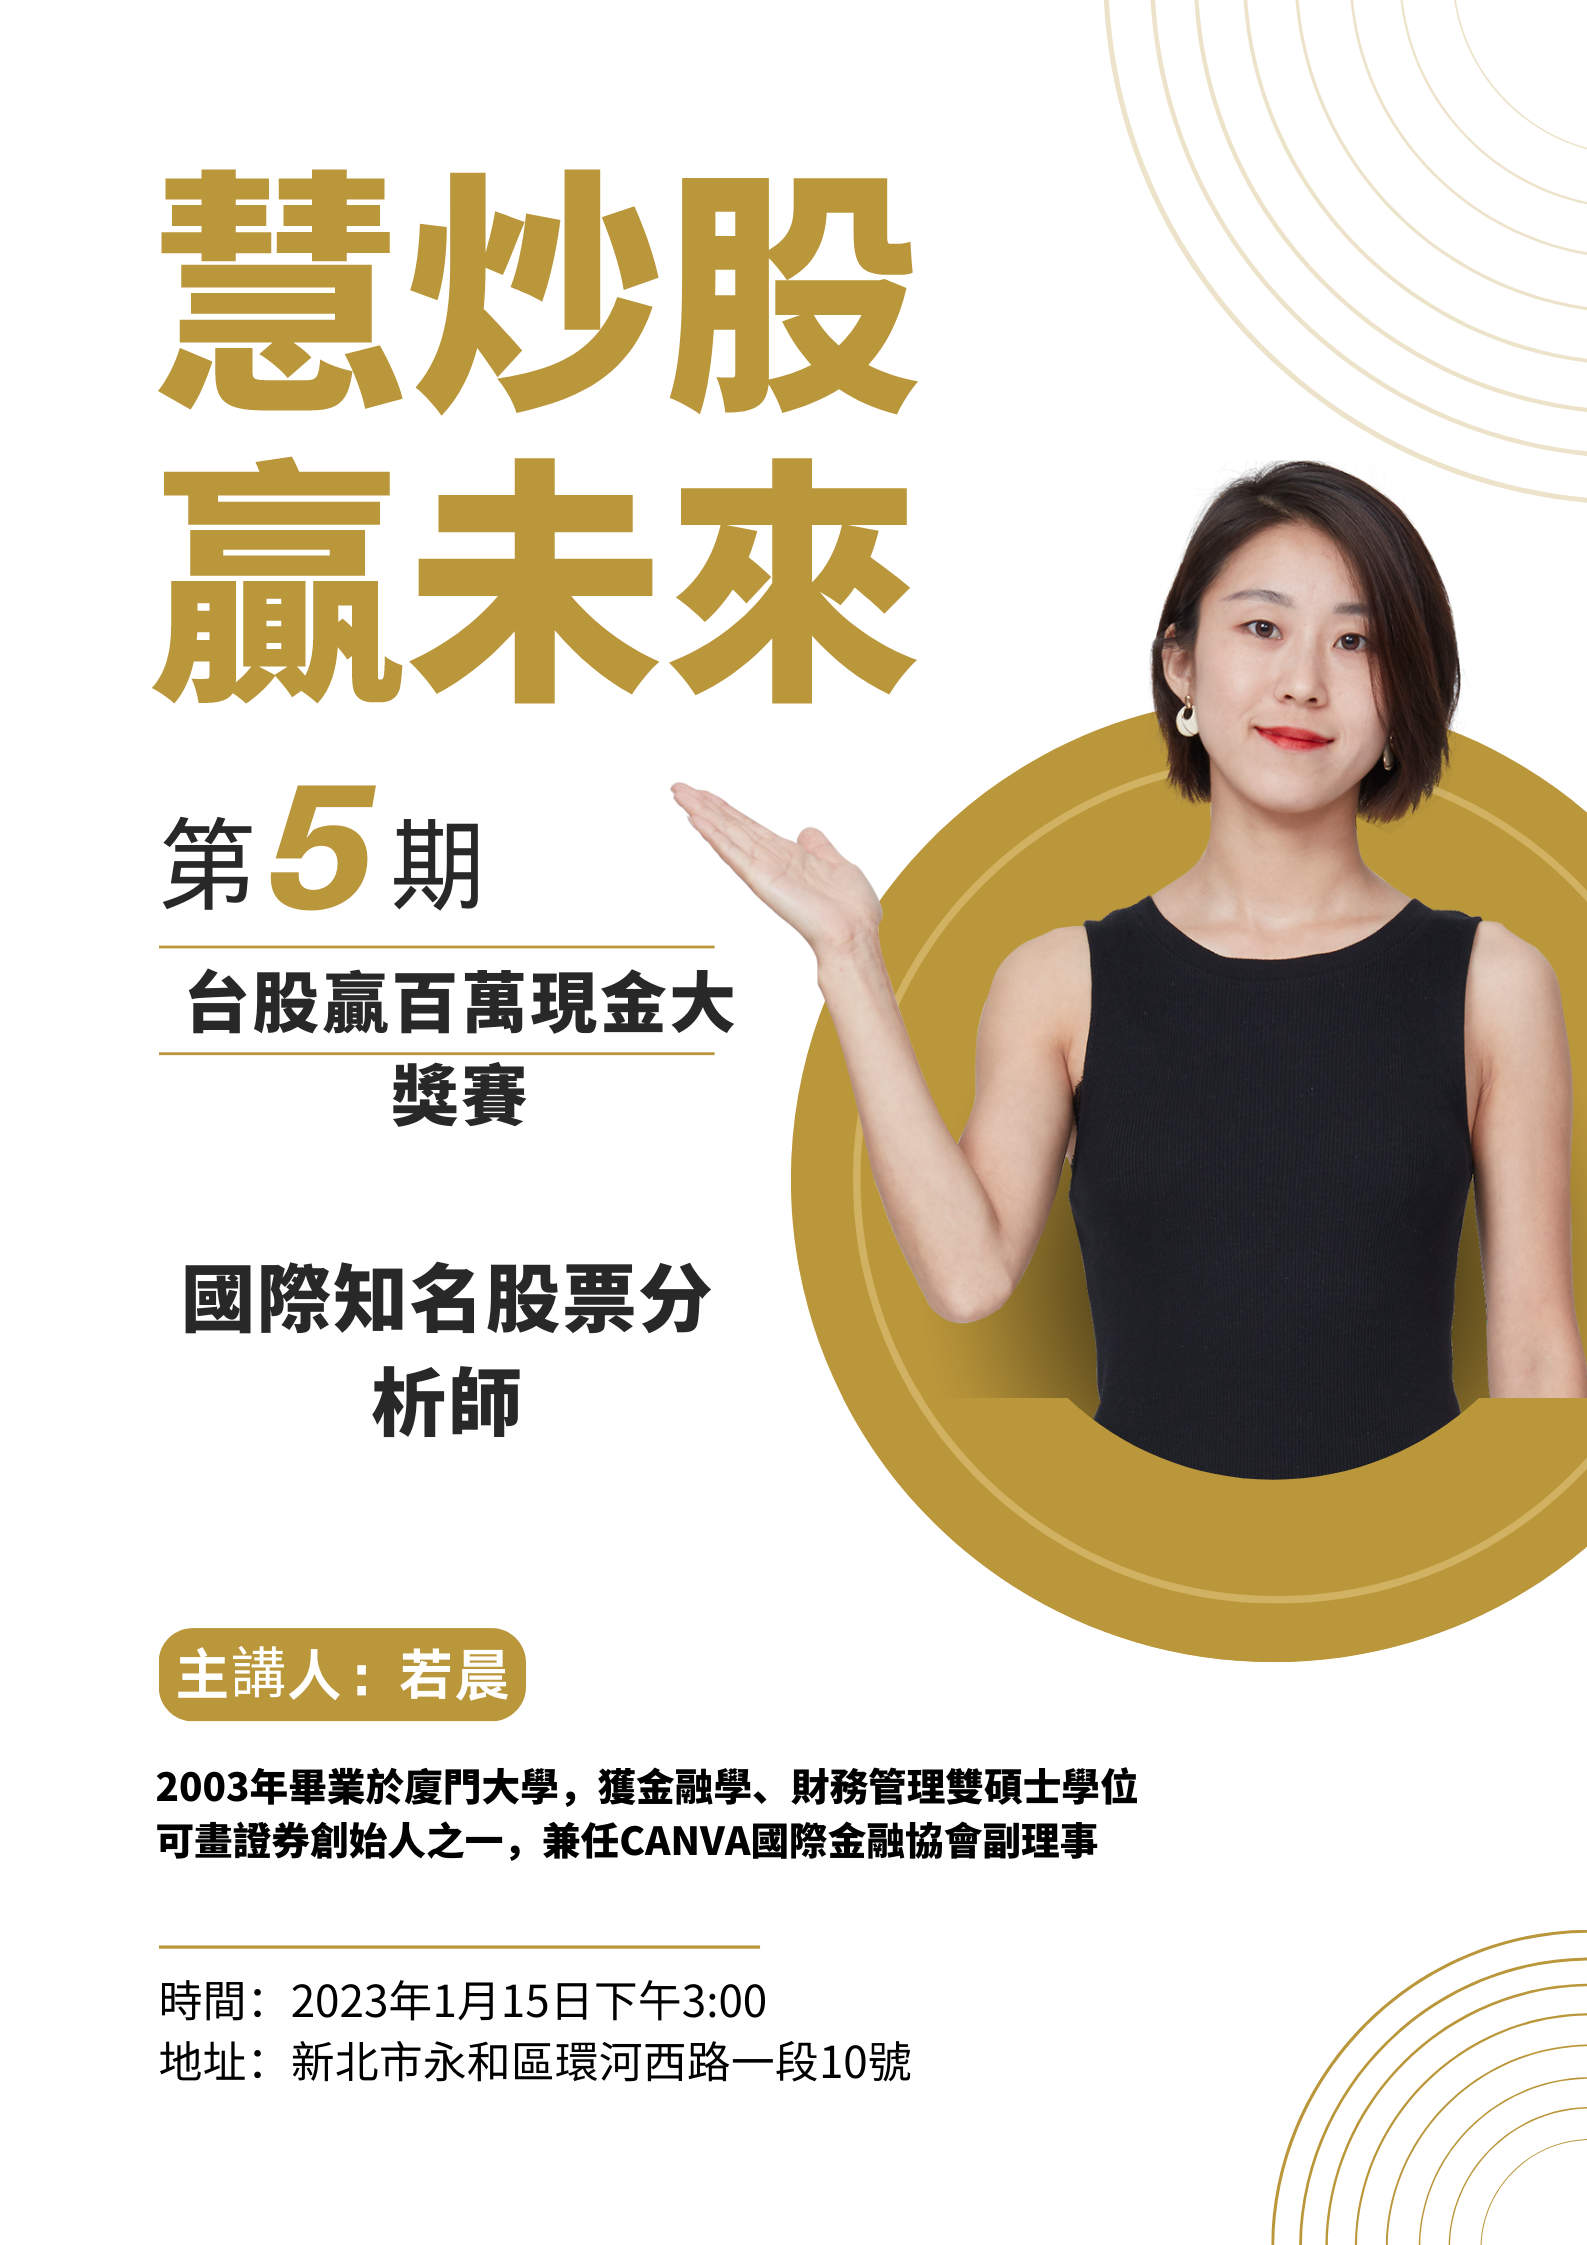 慧炒股
贏未來
第5期
台股贏百萬現金大
獎賽
國際知名股票分
析師
主講人：若晨
2003年畢業於廈門大學，獲金融學、財務管理雙碩士學位
可畫證券創始人之一，兼任CANVA國際金融協會副理事
時間：2023年1月15日下午3:00
地址：新北市永和區環河西路一段10號